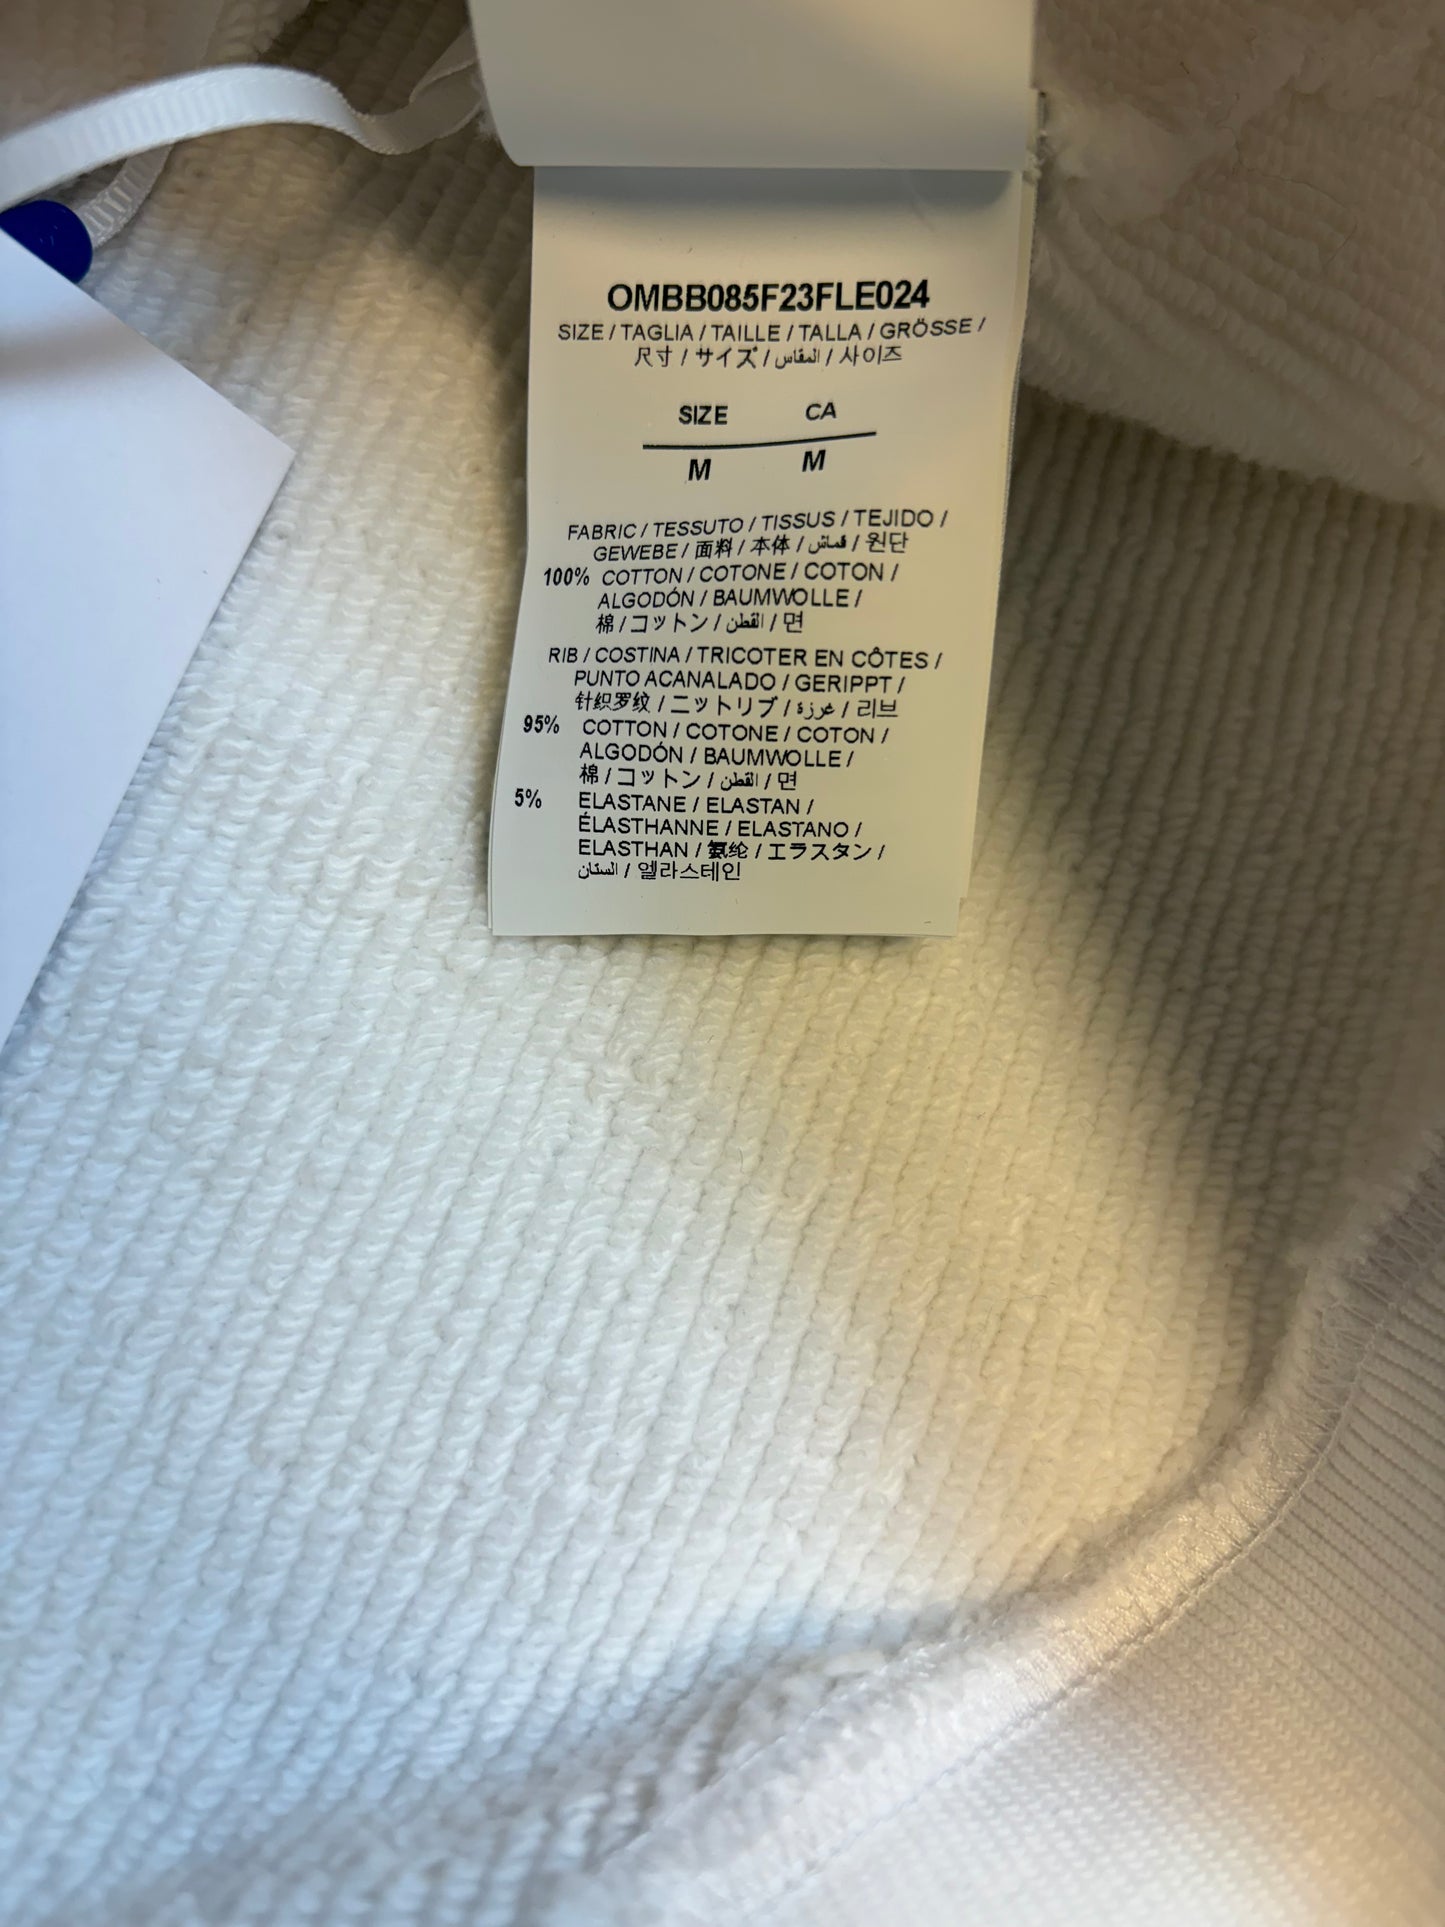 OMBB085F23FLE024
SIZE / TAGLIA / TAILLE / TALLA / GRÖSSE /
尺寸 / サイズ / المقاس / 사이즈
SIZE CA
M M
FABRIC / TESSUTO / TISSUS / TEJIDO /
GEWEBE / 面料 / 本体 / قماش / 원단
100% COTTON / COTONE / COTON /
ALGODÓN / BAUMWOLLE /
棉 / コットン / القطن / 면
RIB / COSTINA / TRICOTER EN CÔTES /
PUNTO ACANALADO / GERIPPT /
针织罗纹 / ニットリブ / غرزة / 리브
95% COTTON / COTONE / COTON /
ALGODÓN / BAUMWOLLE /
棉 / コットン / القطن / 면
5% ELASTANE / ELASTAN /
ÉLASTHANNE / ELASTANO /
ELASTHAN / 氨纶 / エラスタン /
الستان / 엘라스테인